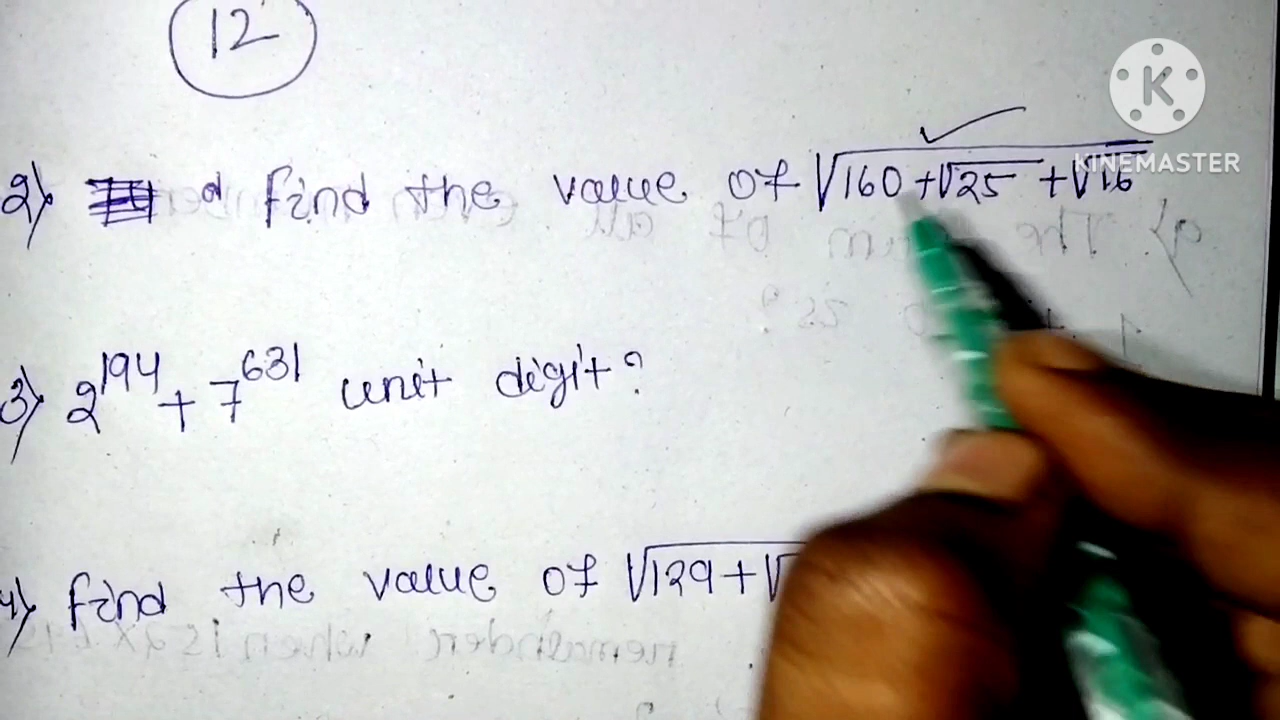 12
2) Find the value of √160 + √25 + √16
3) 2^194 + 7^631 unit digit?
4) Find the value of √129 + √
K
KINEMASTER